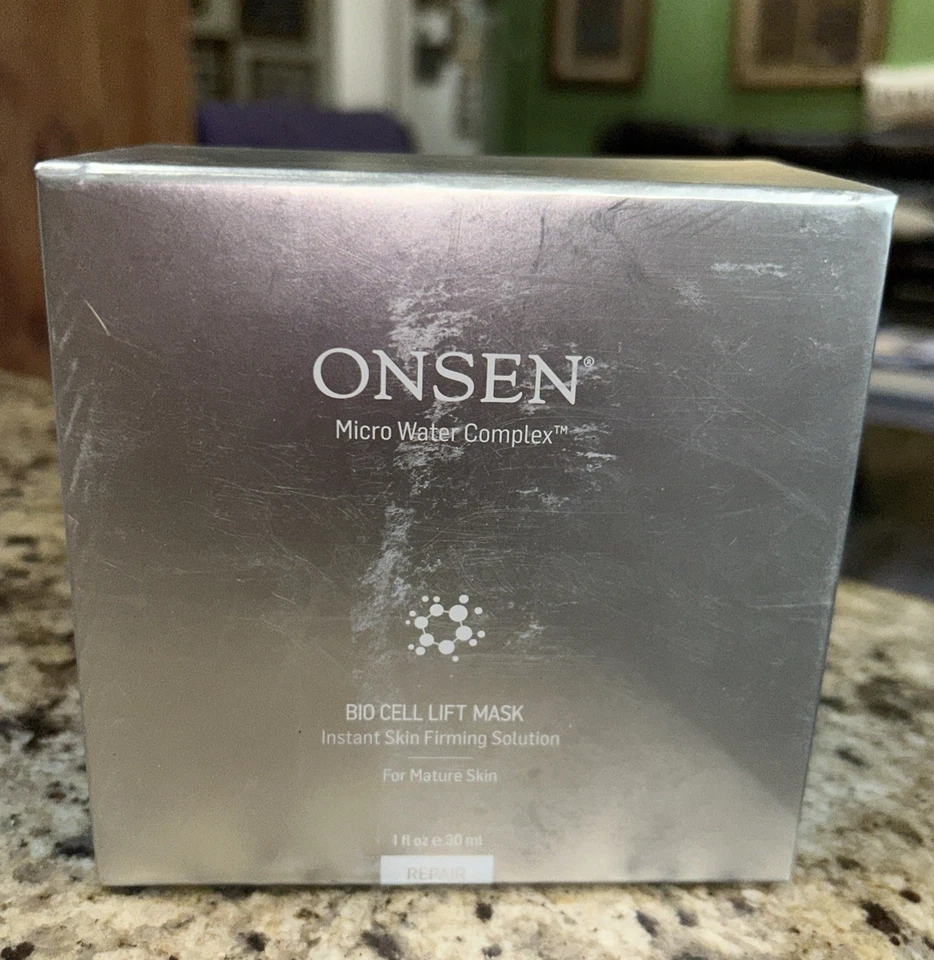 ONSEN®
Micro Water Complex™
BIO CELL LIFT MASK
Instant Skin Firming Solution
For Mature Skin
1 fl oz e 30 ml
REPAIR